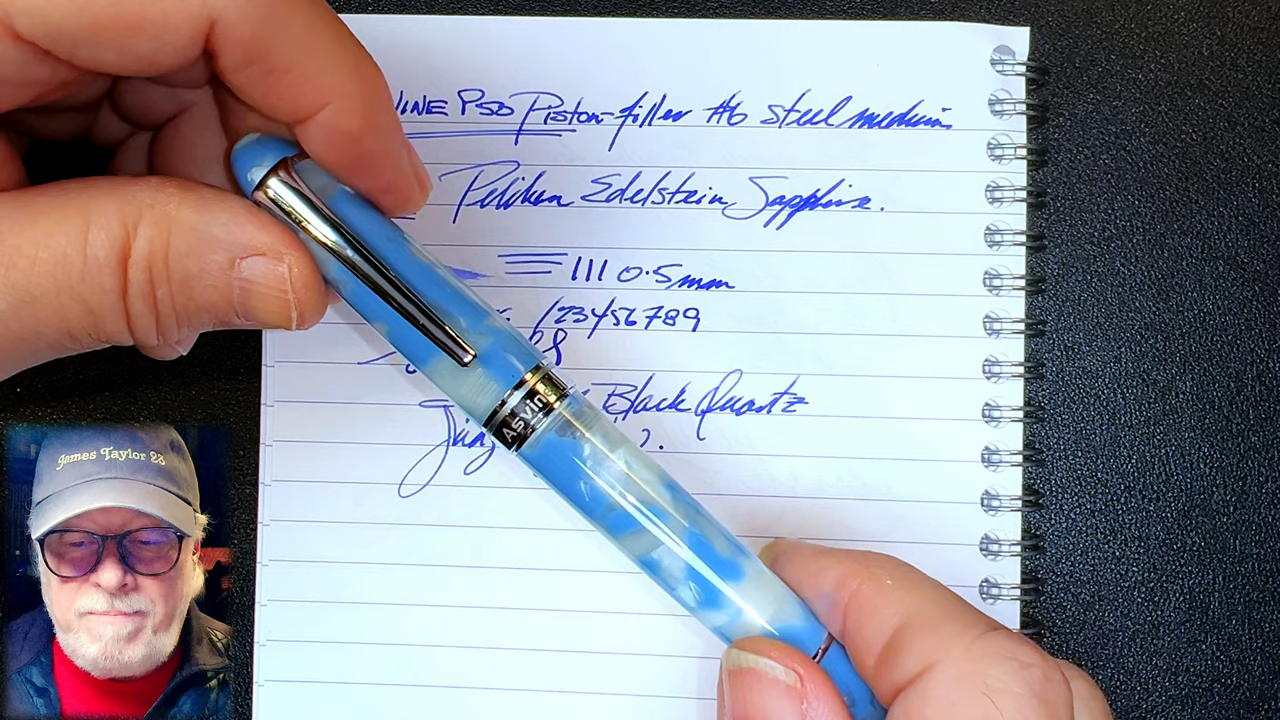 VINE P50 Piston-filler #6 steel medium
Pelikan Edelstein Sapphire.
111 0.5mm
123456789
Black Quartz
?.
Asvine
James Taylor 23